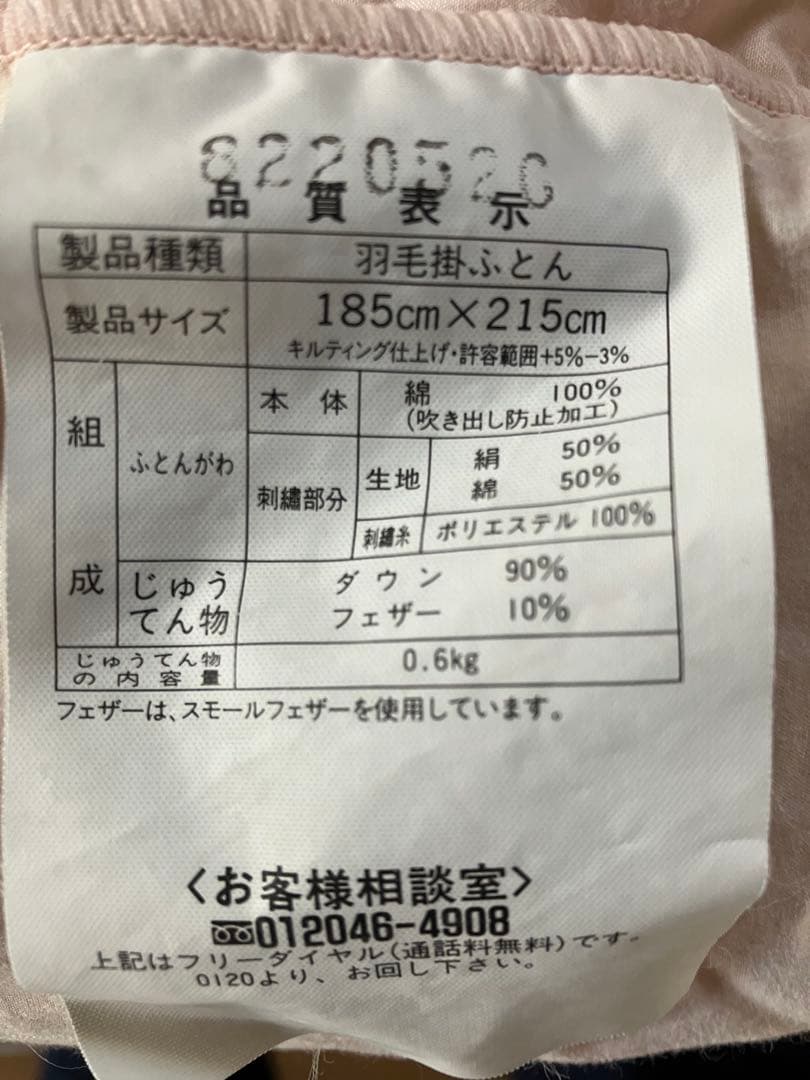 品質表示
製品種類 羽毛掛ふとん
製品サイズ 185cm×215cm
キルティング仕上げ・許容範囲+5%-3%
組成 ふとんがわ 本体 綿 100%
(吹き出し防止加工)
刺繡部分 生地 絹 50%
綿 50%
刺繡糸 ポリエステル 100%
じゅうてん物 ダウン 90%
フェザー 10%
じゅうてん物の内容量 0.6kg
フェザーは、スモールフェザーを使用しています。
〈お客様相談室〉
012046-4908
上記はフリーダイヤル(通話料無料)です。
0120より、お回し下さい。